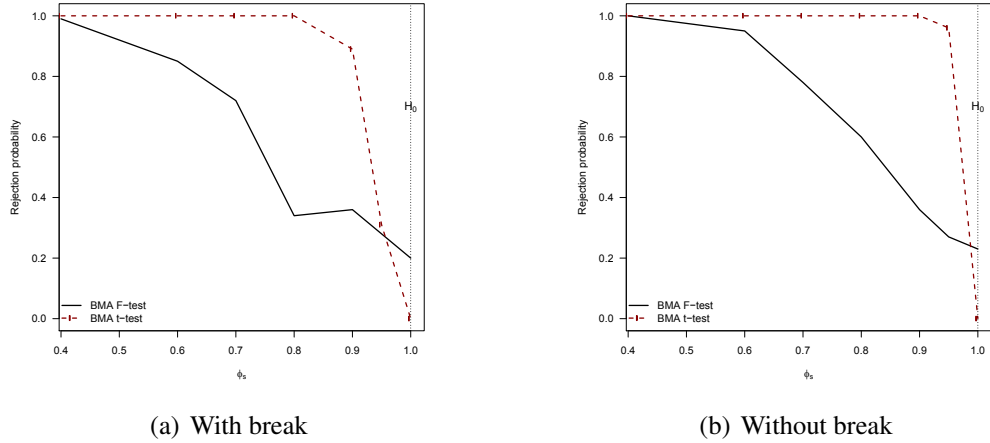 1.0
0.8
0.6
0.4
0.2
0.0
Rejection probability
H0
BMA F−test
BMA t−test
0.4 0.5 0.6 0.7 0.8 0.9 1.0
ϕs
(a) With break
1.0
0.8
0.6
0.4
0.2
0.0
Rejection probability
H0
BMA F−test
BMA t−test
0.4 0.5 0.6 0.7 0.8 0.9 1.0
ϕs
(b) Without break